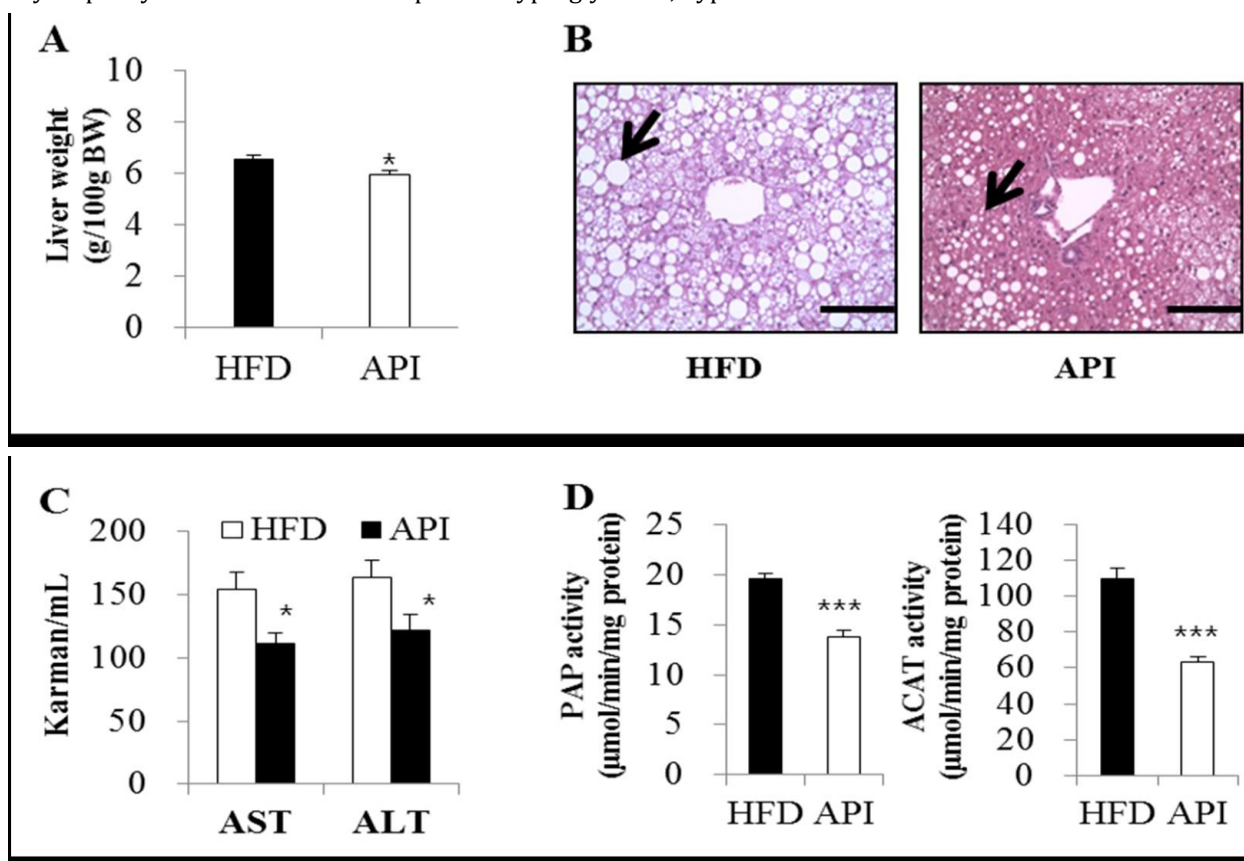 A
B
10
8
6
4
2
0
Liver weight
(g/100g BW)
*
HFD
API
HFD
API
C
D
200
150
100
50
0
Karman/mL
HFD
API
*
*
AST
ALT
25
20
15
10
5
0
PAP activity
(µmol/min/mg protein)
***
HFD API
140
120
100
80
60
40
20
0
ACAT activity
(µmol/min/mg protein)
***
HFD API